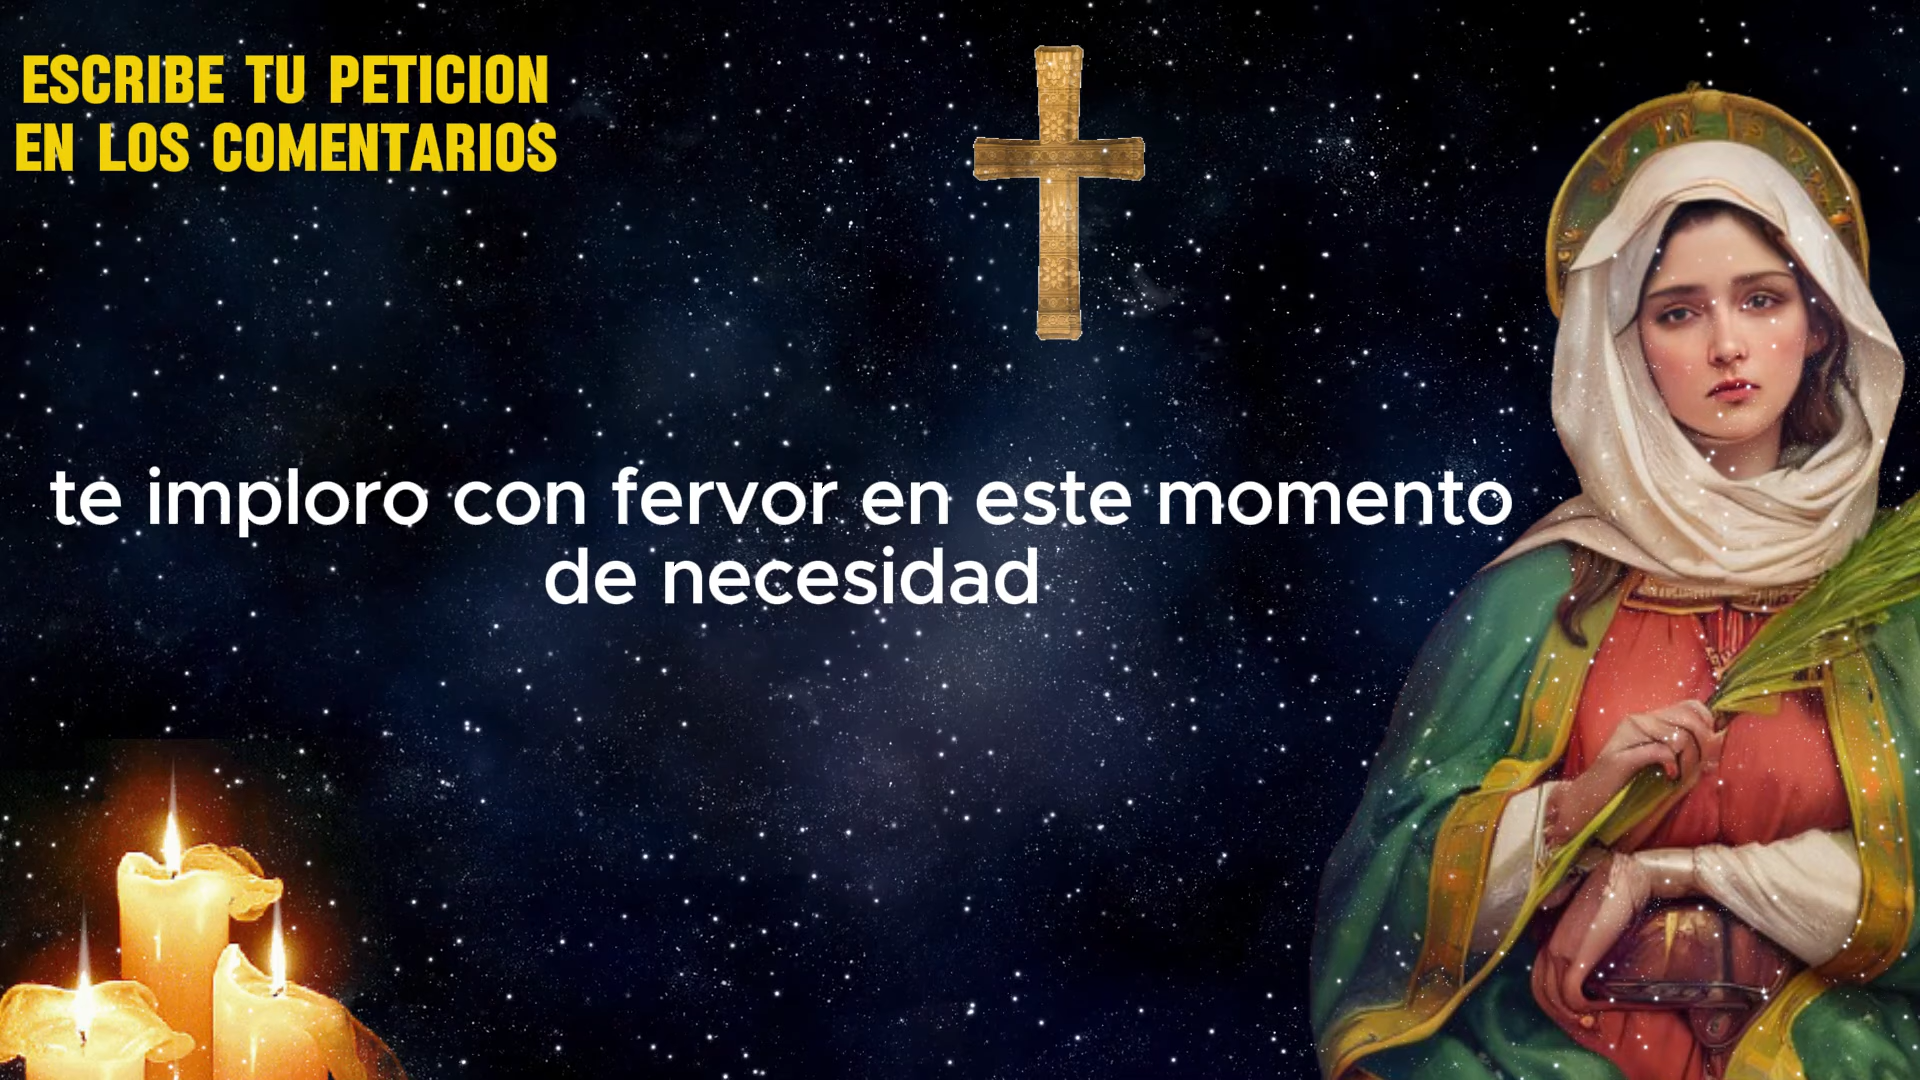 ESCRIBE TU PETICION
EN LOS COMENTARIOS
te imploro con fervor en este momento
de necesidad